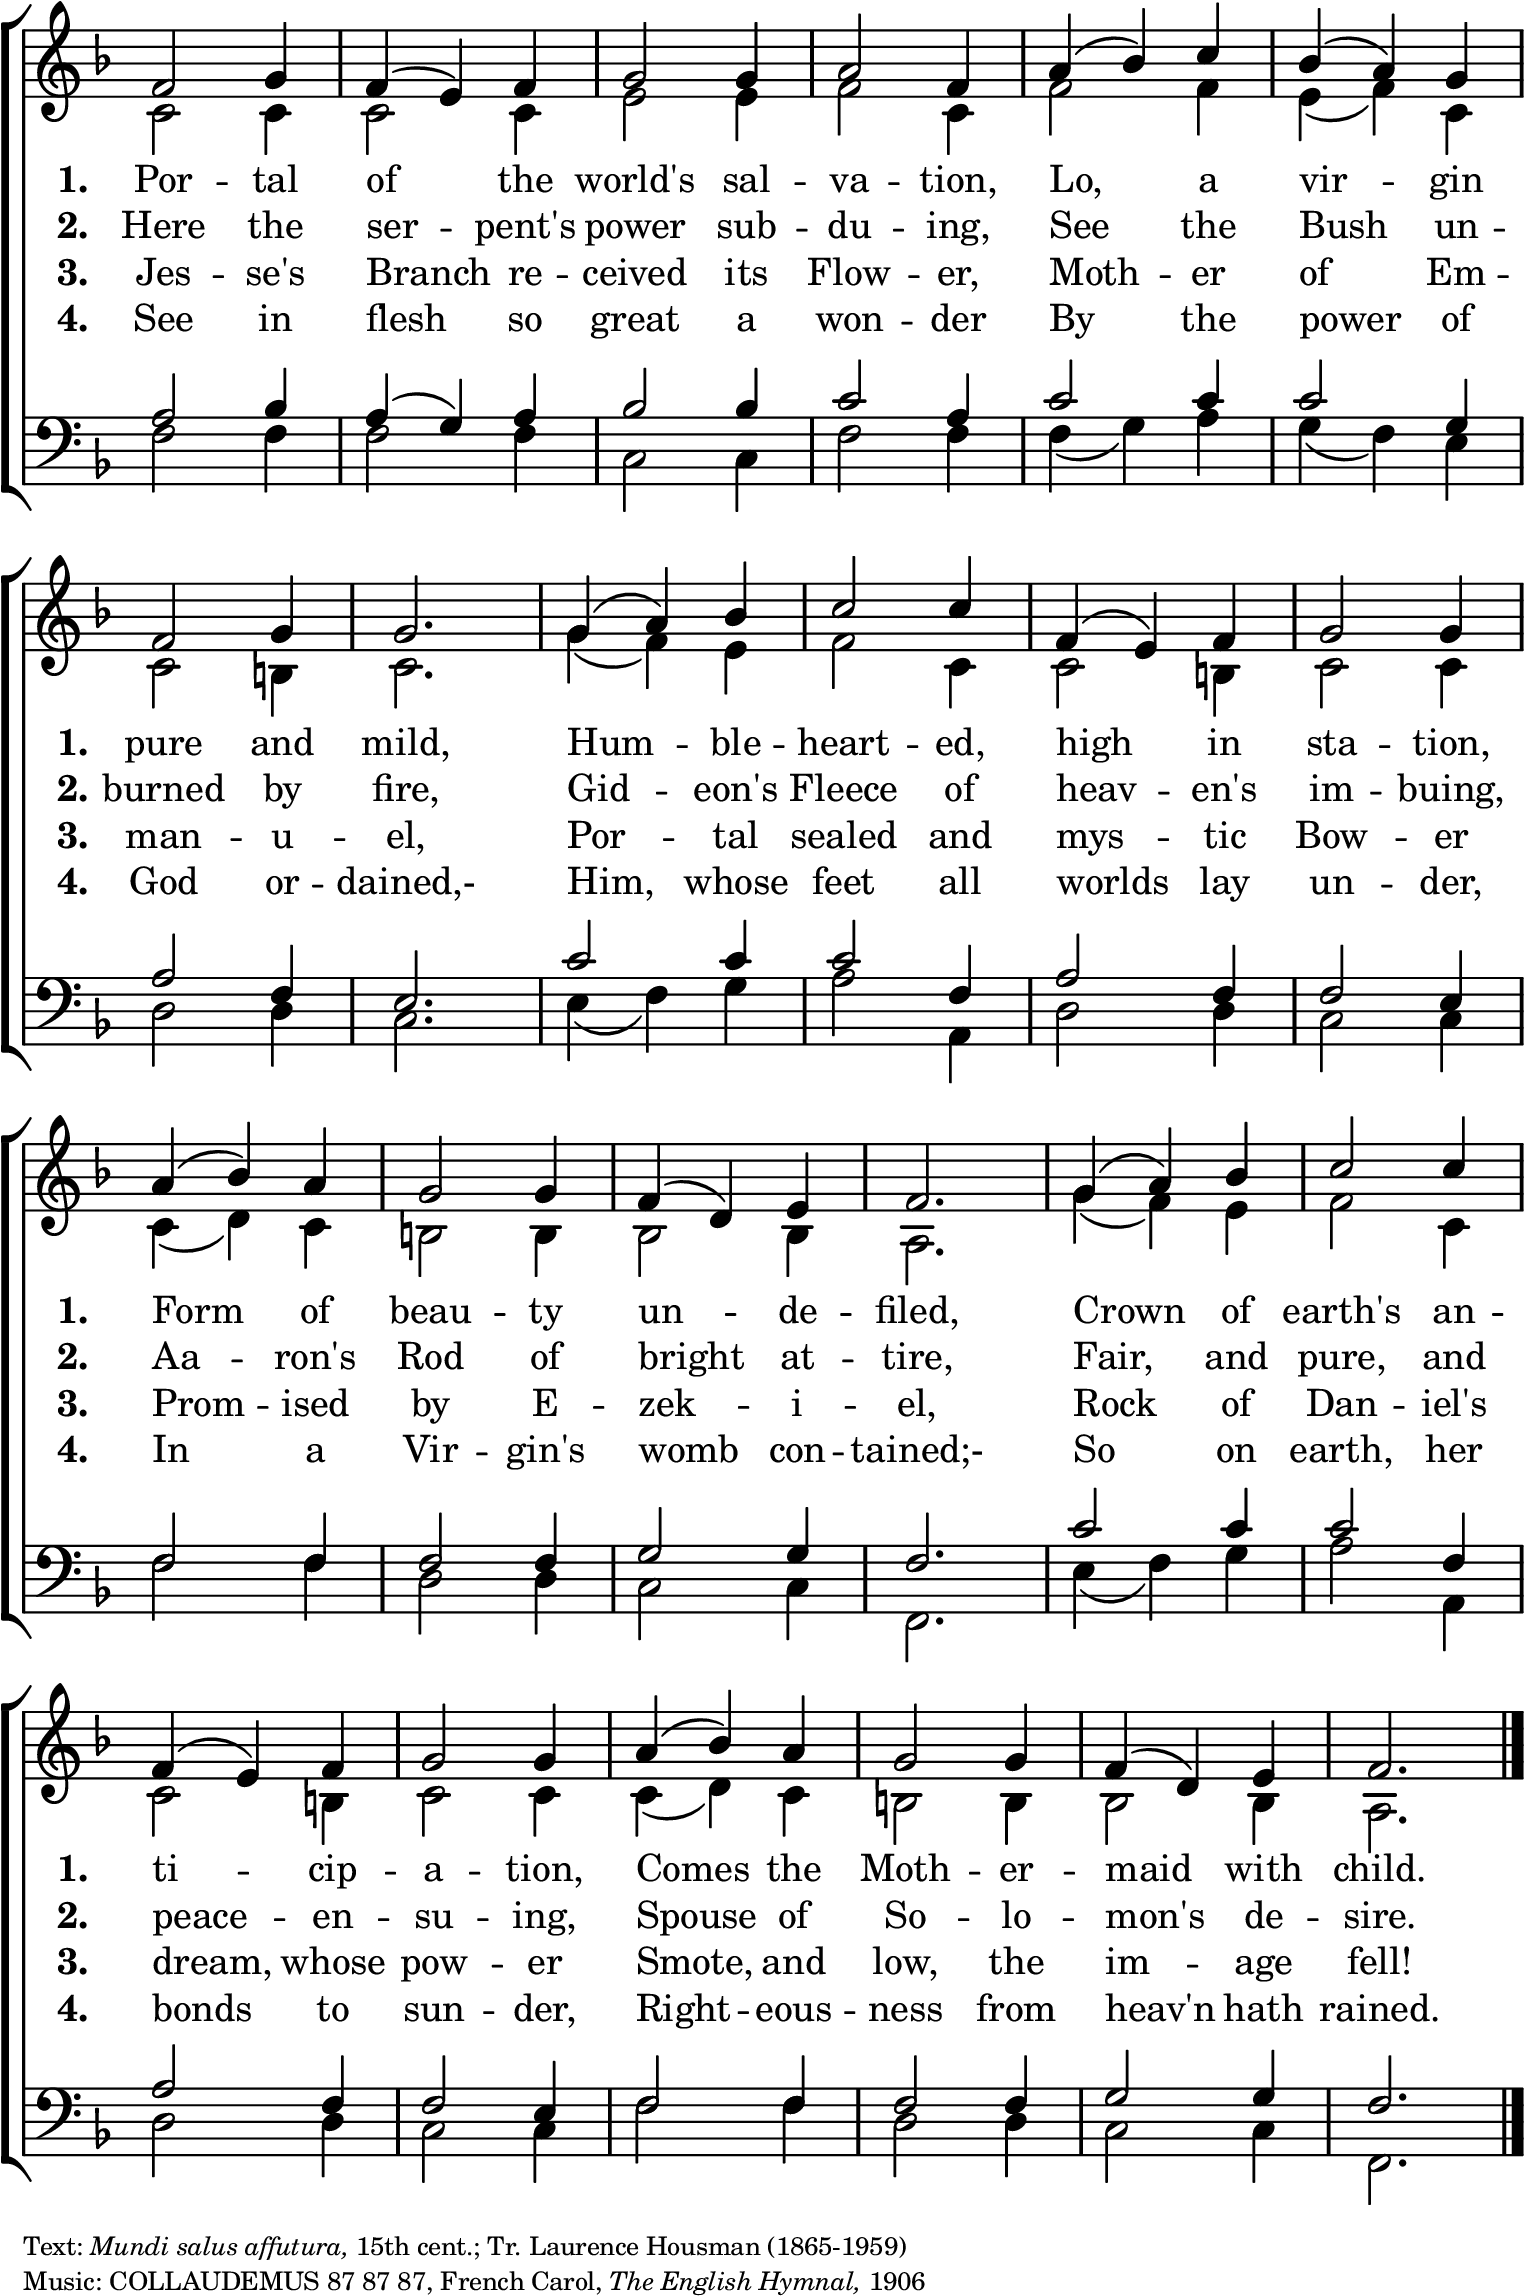 1. Por -- tal of the world's sal -- va -- tion, Lo, a vir -- gin
2. Here the ser -- pent's power sub -- du -- ing, See the Bush un --
3. Jes -- se's Branch re -- ceived its Flow -- er, Moth -- er of Em --
4. See in flesh so great a won -- der By the power of
1. pure and mild, Hum -- ble -- heart -- ed, high in sta -- tion,
2. burned by fire, Gid -- eon's Fleece of heav -- en's im -- buing,
3. man -- u -- el, Por -- tal sealed and mys -- tic Bow -- er
4. God or -- dained,- Him, whose feet all worlds lay un -- der,
1. Form of beau -- ty un -- de -- filed, Crown of earth's an --
2. Aa -- ron's Rod of bright at -- tire, Fair, and pure, and
3. Prom -- ised by E -- zek -- i -- el, Rock of Dan -- iel's
4. In a Vir -- gin's womb con -- tained;- So on earth, her
1. ti -- cip -- a -- tion, Comes the Moth -- er -- maid with child.
2. peace -- en -- su -- ing, Spouse of So -- lo -- mon's de -- sire.
3. dream, whose pow -- er Smote, and low, the im -- age fell!
4. bonds to sun -- der, Right -- eous -- ness from heav'n hath rained.
Text: Mundi salus affutura, 15th cent.; Tr. Laurence Housman (1865-1959)
Music: COLLAUDEMUS 87 87 87, French Carol, The English Hymnal, 1906